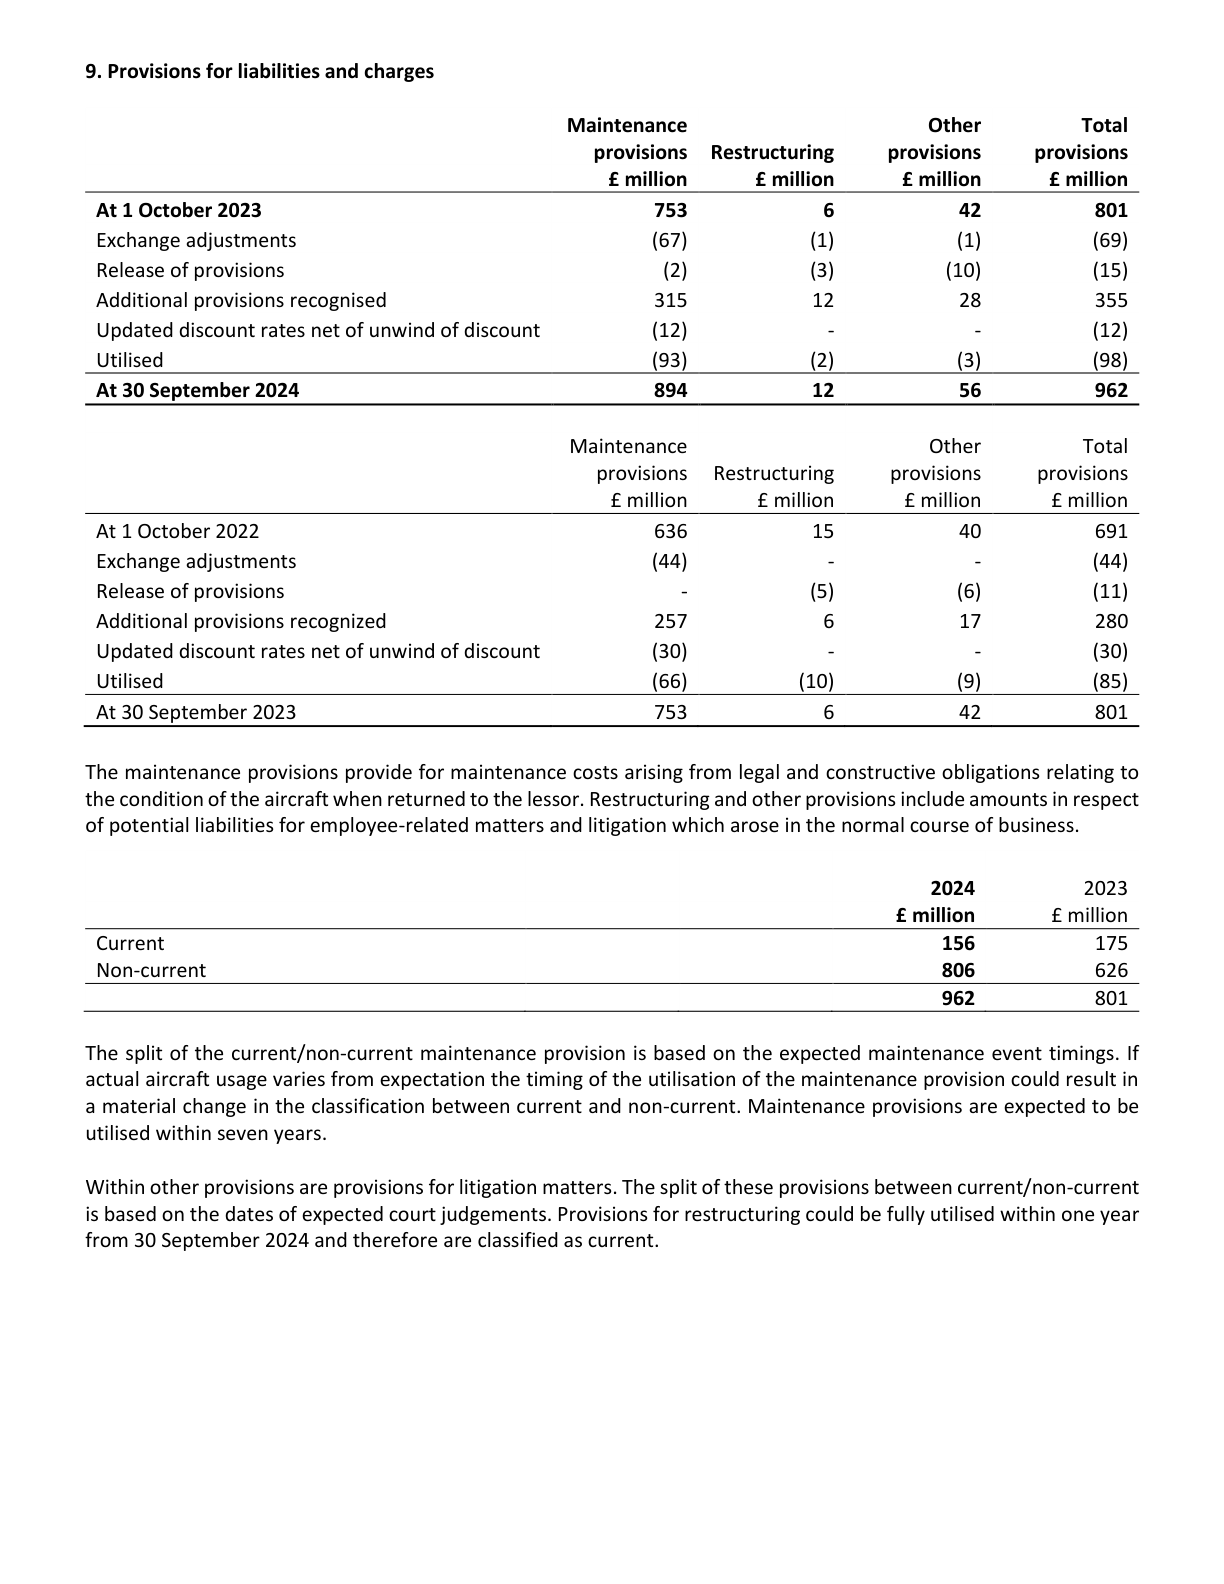 9. Provisions for liabilities and charges
Maintenance Other Total
provisions Restructuring provisions provisions
£ million £ million £ million £ million
At 1 October 2023 753 6 42 801
Exchange adjustments (67) (1) (1) (69)
Release of provisions (2) (3) (10) (15)
Additional provisions recognised 315 12 28 355
Updated discount rates net of unwind of discount (12) - - (12)
Utilised (93) (2) (3) (98)
At 30 September 2024 894 12 56 962
Maintenance Other Total
provisions Restructuring provisions provisions
£ million £ million £ million £ million
At 1 October 2022 636 15 40 691
Exchange adjustments (44) - - (44)
Release of provisions - (5) (6) (11)
Additional provisions recognized 257 6 17 280
Updated discount rates net of unwind of discount (30) - - (30)
Utilised (66) (10) (9) (85)
At 30 September 2023 753 6 42 801
The maintenance provisions provide for maintenance costs arising from legal and constructive obligations relating to
the condition of the aircraft when returned to the lessor. Restructuring and other provisions include amounts in respect
of potential liabilities for employee-related matters and litigation which arose in the normal course of business.
2024 2023
£ million £ million
Current 156 175
Non-current 806 626
962 801
The split of the current/non-current maintenance provision is based on the expected maintenance event timings. If
actual aircraft usage varies from expectation the timing of the utilisation of the maintenance provision could result in
a material change in the classification between current and non-current. Maintenance provisions are expected to be
utilised within seven years.
Within other provisions are provisions for litigation matters. The split of these provisions between current/non-current
is based on the dates of expected court judgements. Provisions for restructuring could be fully utilised within one year
from 30 September 2024 and therefore are classified as current.